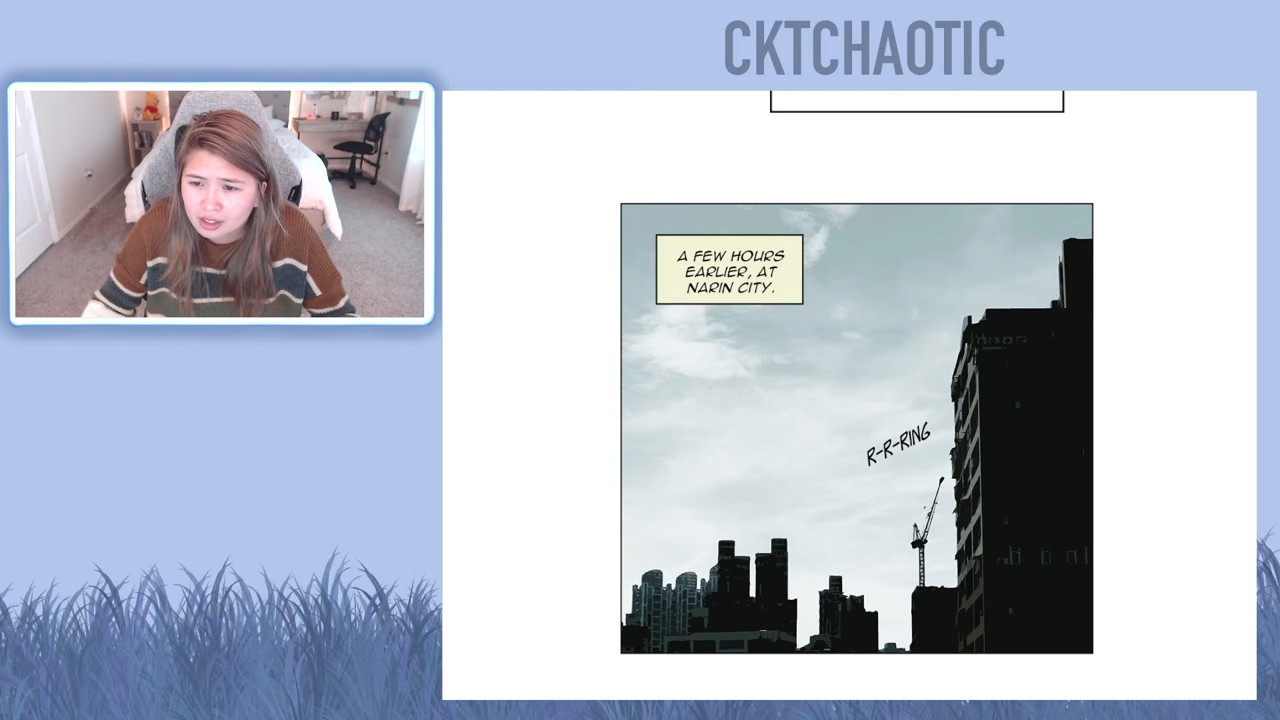 CKTCHAOTIC
A FEW HOURS
EARLIER, AT
NARIN CITY.
R-R-RING